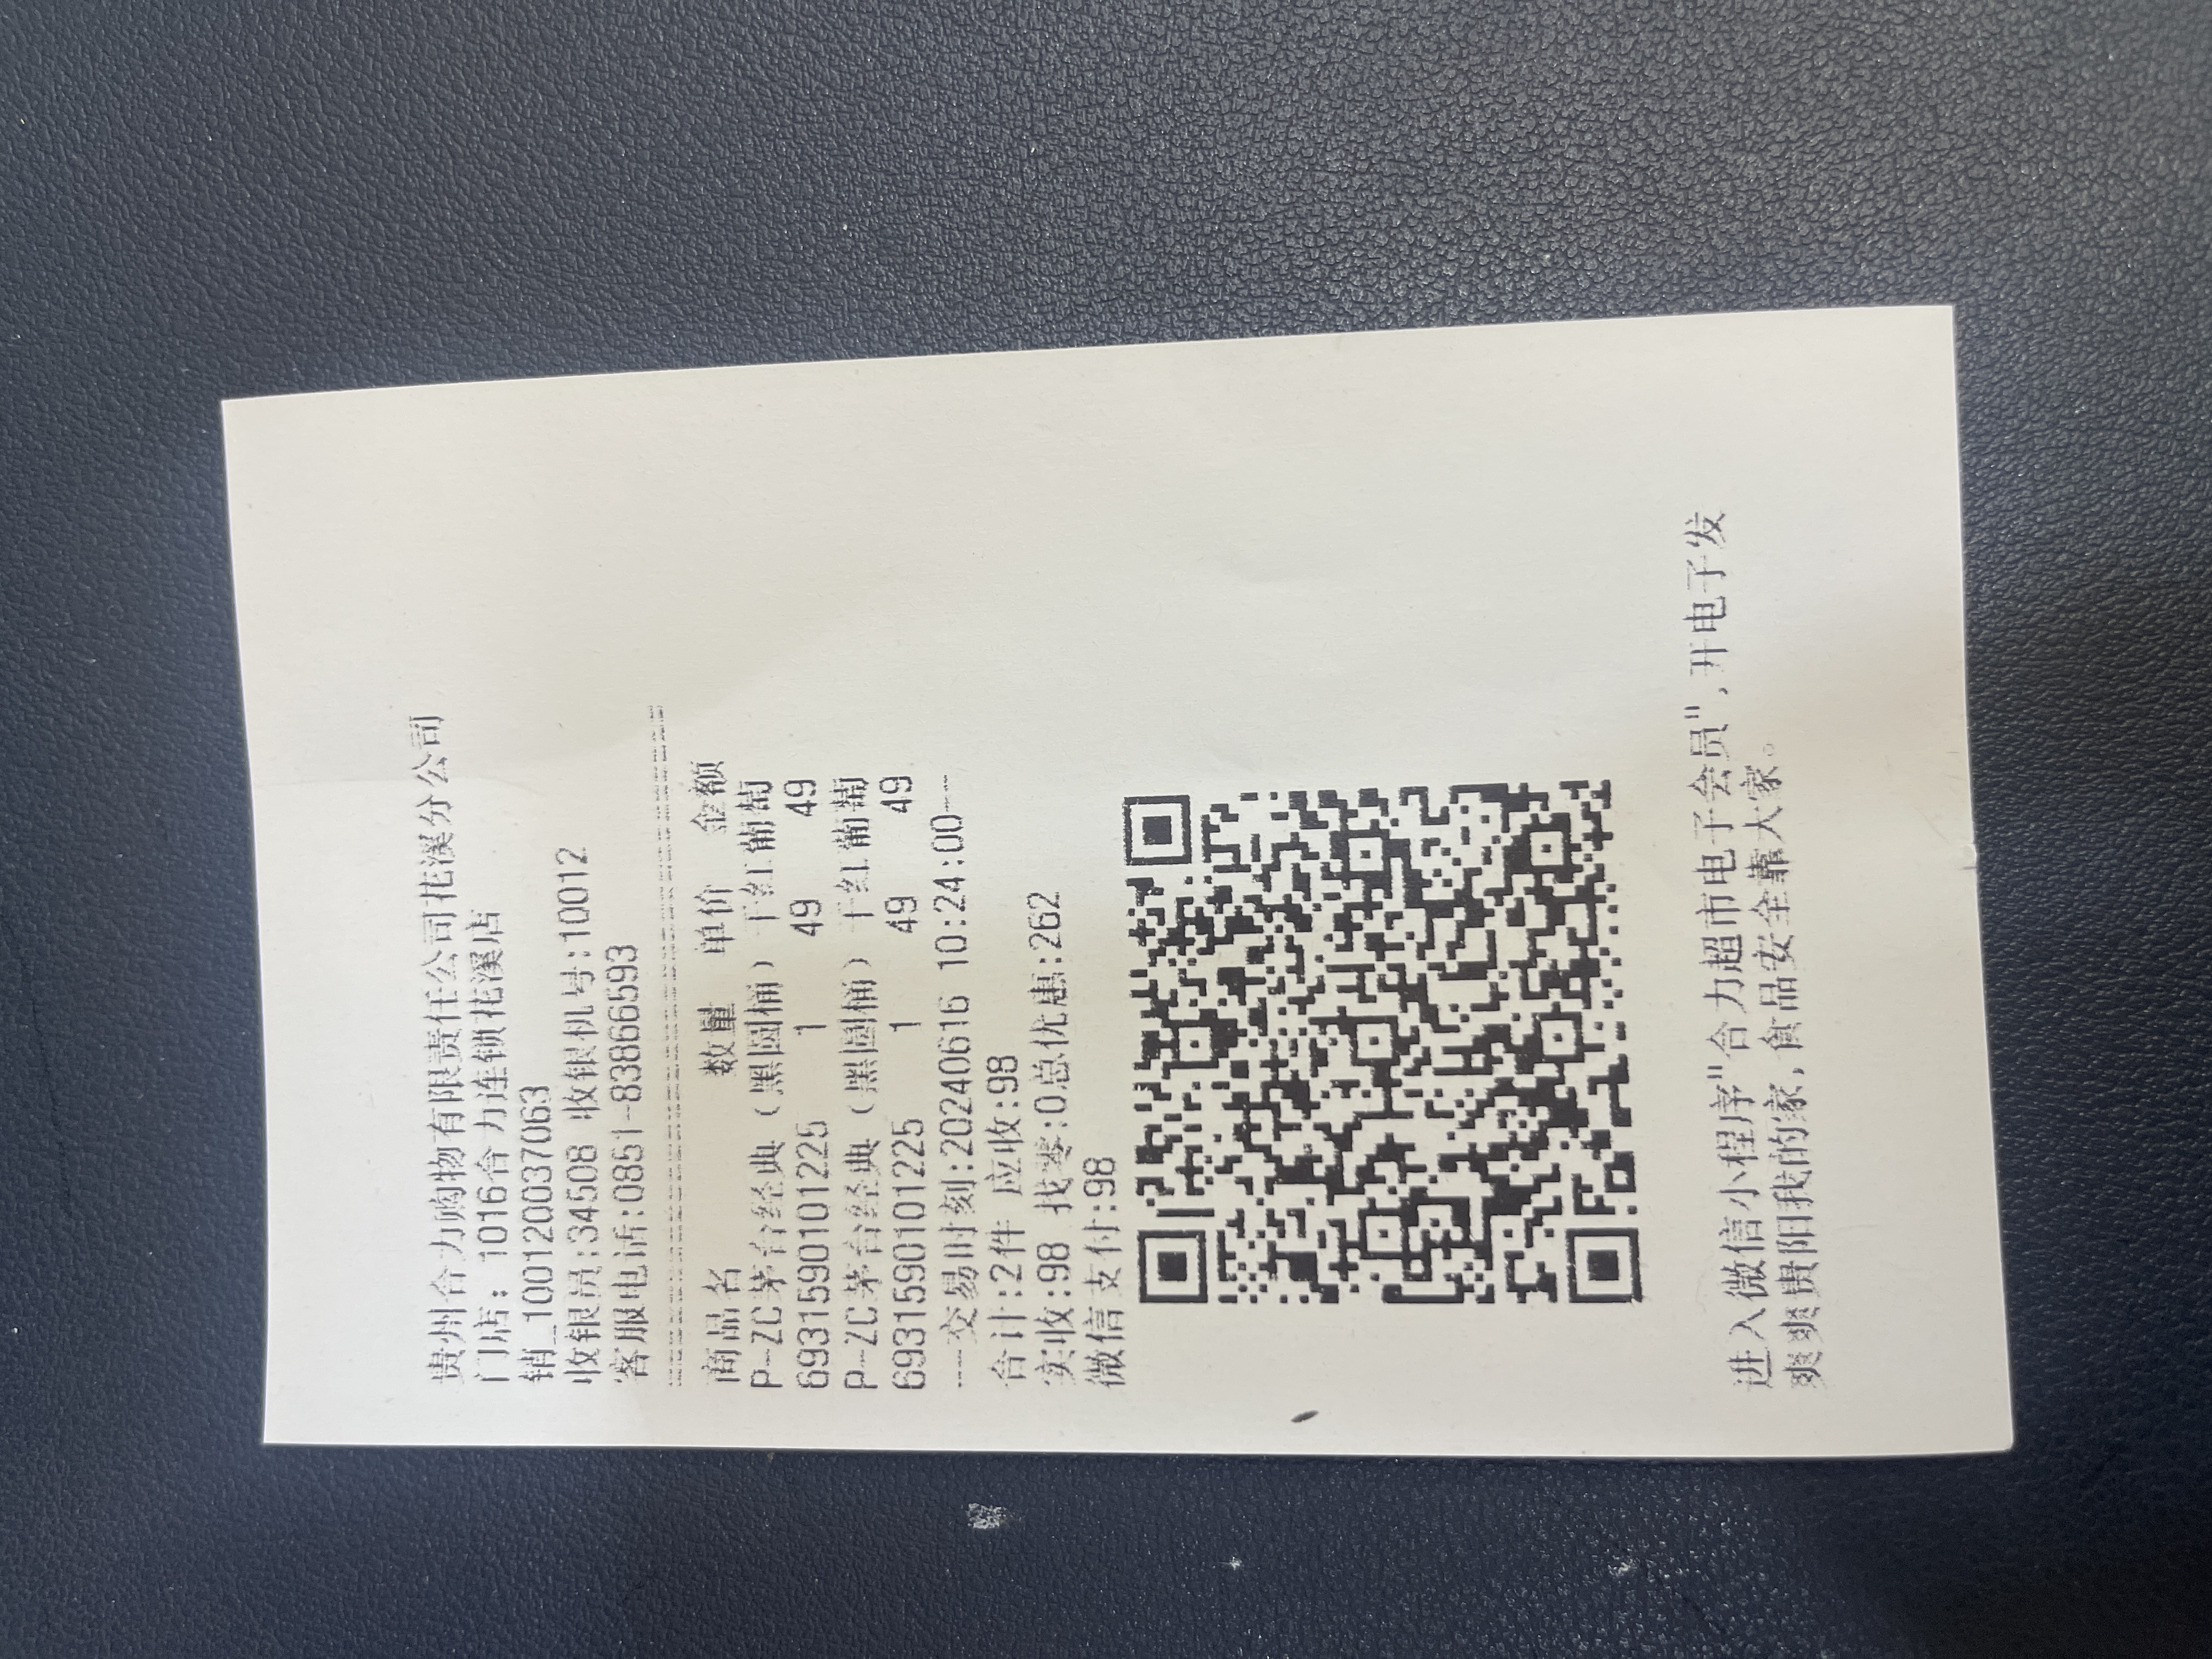 贵州合力购物有限责任公司花溪分公司
门店: 1016合力连锁花溪店
销_100120037063
收银员:34508 收银机号:10012
客服电话:0851-83866593
商品名 数量 单价 金额
P-ZC茅台经典(黑圆桶)干红葡萄
6931590101225 1 49 49
P-ZC茅台经典(黑圆桶)干红葡萄
6931590101225 1 49 49
----交易时刻:20240616 10:24:00---
合计:2件 应收:98
实收:98 找零:0总优惠:262
微信支付:98
进入微信小程序"合力超市电子会员",开电子发
爽爽贵阳我的家,食品安全靠大家。